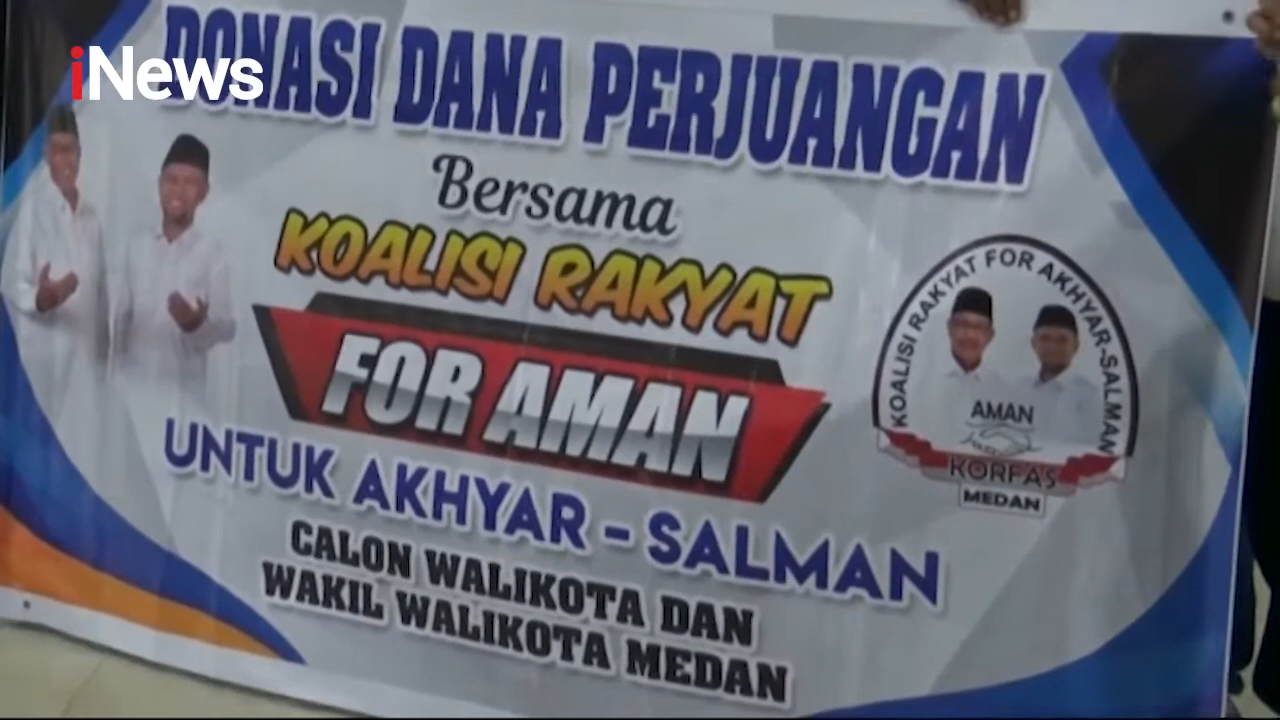 iNews
DONASI DANA PERJUANGAN
Bersama
KOALISI RAKYAT
FOR AMAN
UNTUK AKHYAR - SALMAN
CALON WALIKOTA DAN
WAKIL WALIKOTA MEDAN
KOALISI RAKYAT FOR AKHYAR-SALMAN
AMAN
KORFAS
MEDAN